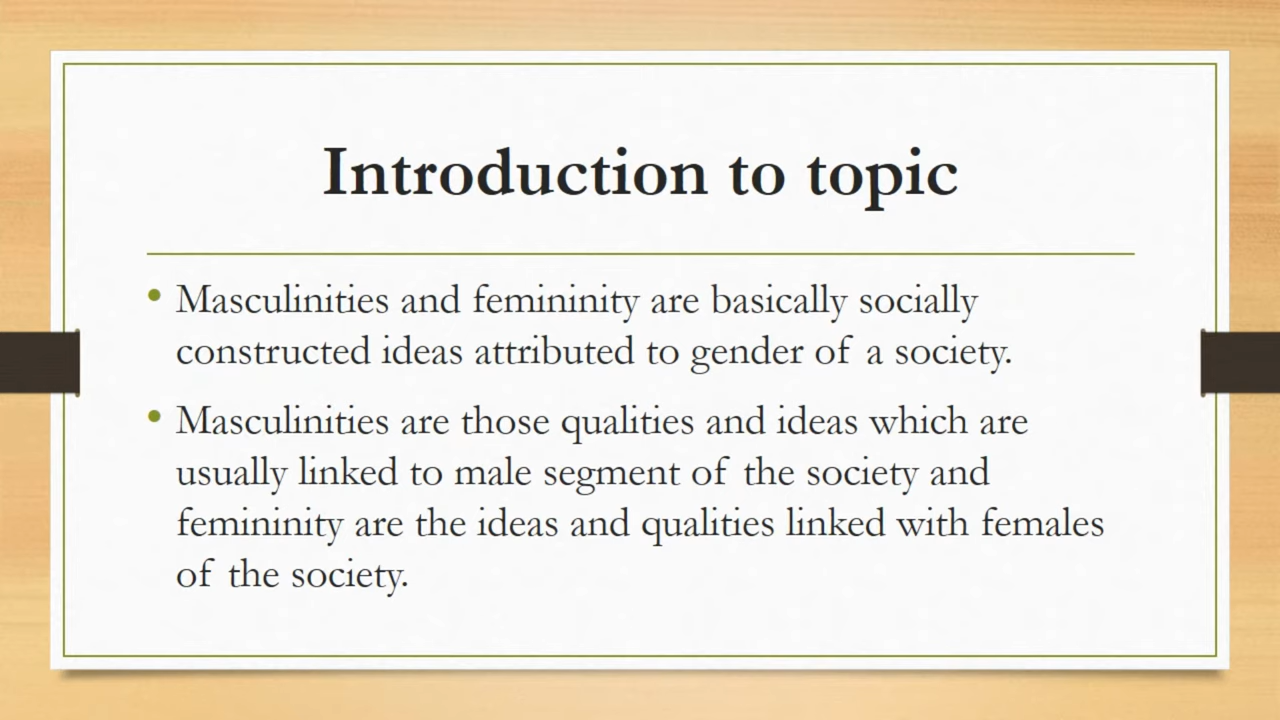 Introduction to topic
• Masculinities and femininity are basically socially
constructed ideas attributed to gender of a society.
• Masculinities are those qualities and ideas which are
usually linked to male segment of the society and
femininity are the ideas and qualities linked with females
of the society.